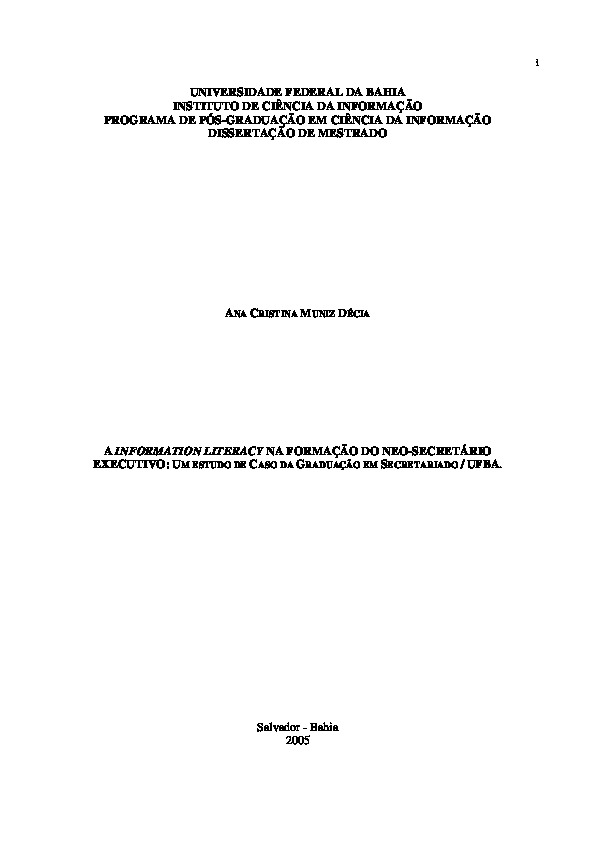 1
UNIVERSIDADE FEDERAL DA BAHIA
INSTITUTO DE CIÊNCIA DA INFORMAÇÃO
PROGRAMA DE PÓS-GRADUAÇÃO EM CIÊNCIA DA INFORMAÇÃO
DISSERTAÇÃO DE MESTRADO
ANA CRISTINA MUNIZ DÉCIA
A INFORMATION LITERACY NA FORMAÇÃO DO NEO-SECRETÁRIO
EXECUTIVO: UM ESTUDO DE CASO DA GRADUAÇÃO EM SECRETARIADO / UFBA.
Salvador - Bahia
2005